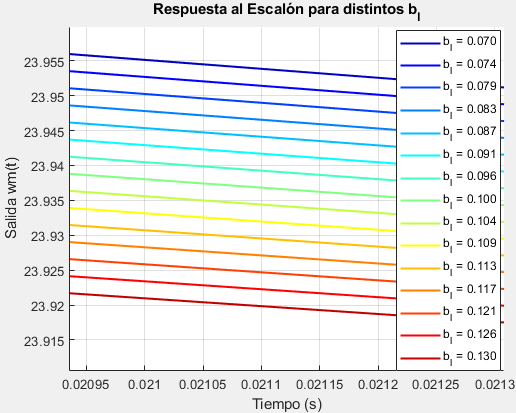 Respuesta al Escalón para distintos b_l
23.955
23.95
23.945
23.94
23.935
23.93
23.925
23.92
23.915
Salida wm(t)
b_l = 0.070
b_l = 0.074
b_l = 0.079
b_l = 0.083
b_l = 0.087
b_l = 0.091
b_l = 0.096
b_l = 0.100
b_l = 0.104
b_l = 0.109
b_l = 0.113
b_l = 0.117
b_l = 0.121
b_l = 0.126
b_l = 0.130
0.02095 0.021 0.02105 0.0211 0.02115 0.0212 0.02125 0.0213
Tiempo (s)